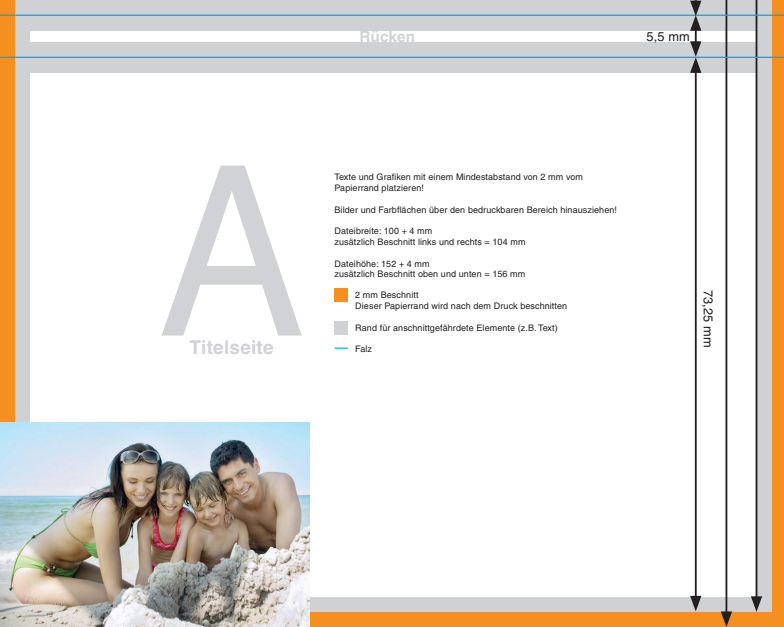 Rücken
5,5 mm
A
Texte und Grafiken mit einem Mindestabstand von 2 mm vom
Papierrand platzieren!
Bilder und Farbflächen über den bedruckbaren Bereich hinausziehen!
Dateibreite: 100 + 4 mm
zusätzlich Beschnitt links und rechts = 104 mm
Dateihöhe: 152 + 4 mm
zusätzlich Beschnitt oben und unten = 156 mm
2 mm Beschnitt
Dieser Papierrand wird nach dem Druck beschnitten
Rand für anschnittgefährdete Elemente (z.B. Text)
Falz
Titelseite
73,25 mm